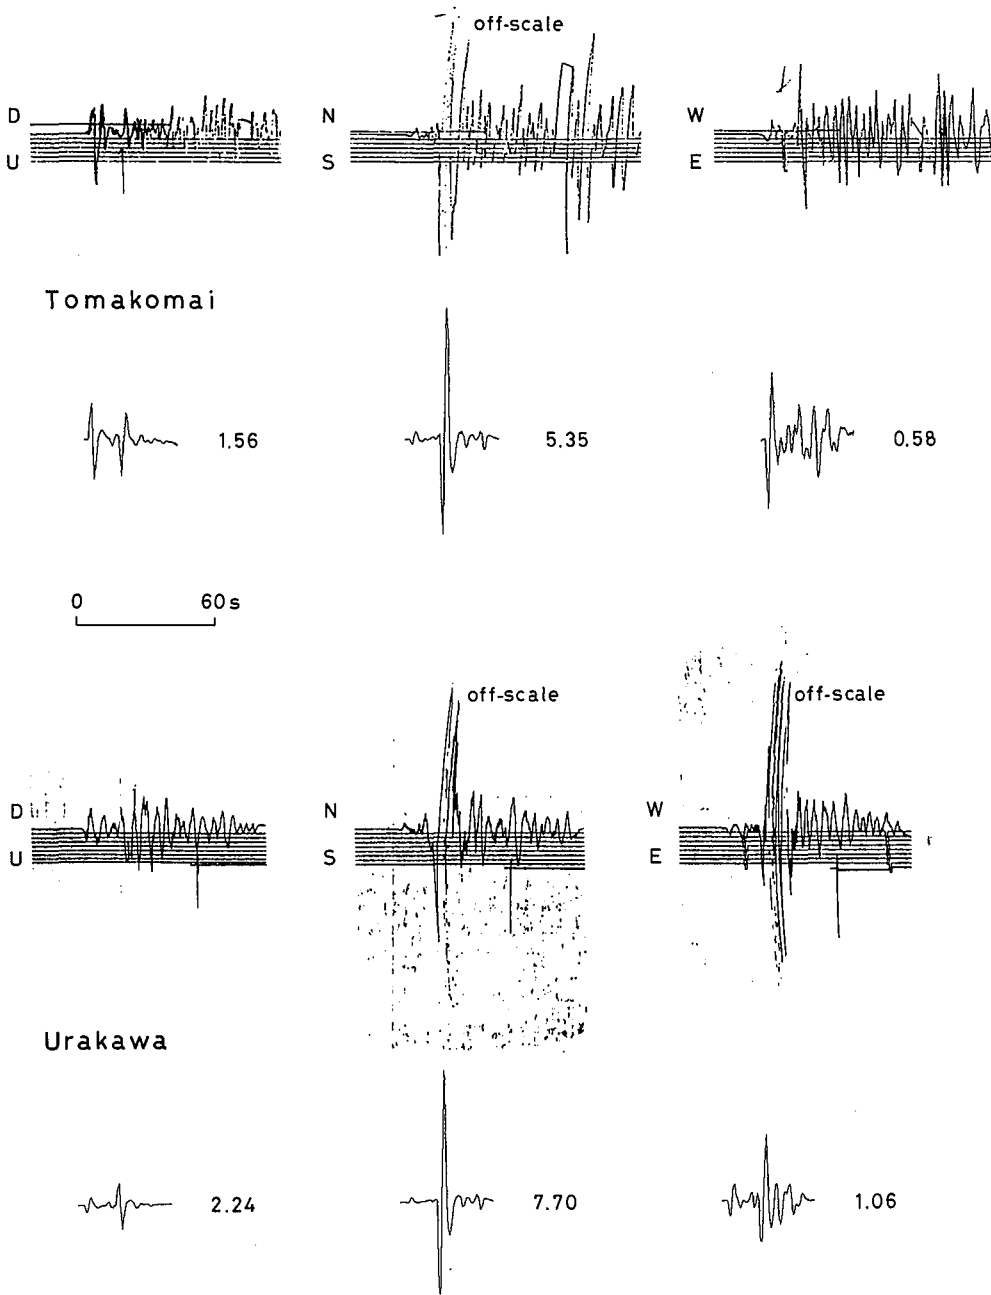 off-scale
D N W
U S E
Tomakomai
1.56 5.35 0.58
0 60s
off-scale off-scale
D N W
U S E
Urakawa
2.24 7.70 1.06